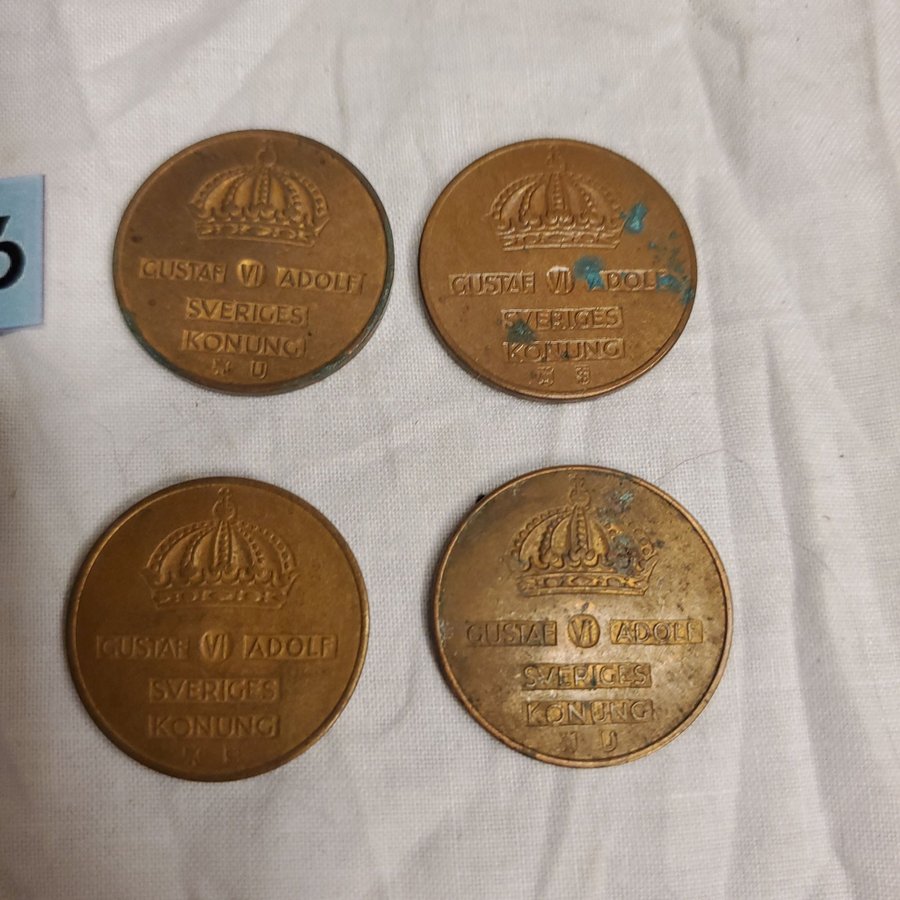 6
GUSTAF VI ADOLF
SVERIGES
KONUNG
U
GUSTAF VI ADOLF
SVERIGES
KONUNG
GUSTAF VI ADOLF
SVERIGES
KONUNG
GUSTAF VI ADOLF
SVERIGES
KONUNG
U